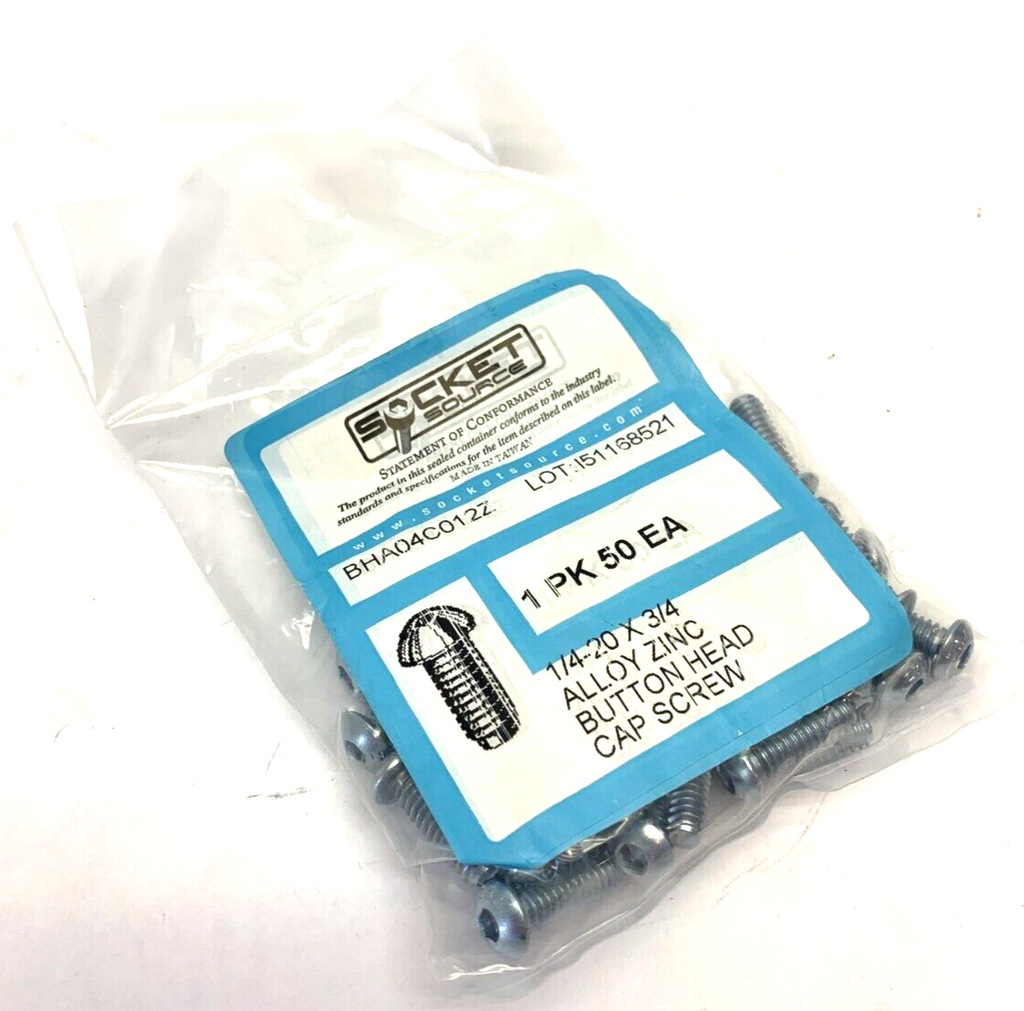 SOCKET
SOURCE
STATEMENT OF CONFORMANCE
The product in this sealed container conforms to the industry
standards and specifications for the item described on this label.
MADE IN TAIWAN
www.socketsource.com
BHA04C012Z LOT:I51168521
1 PK 50 EA
1/4-20 X 3/4
ALLOY ZINC
BUTTON HEAD
CAP SCREW